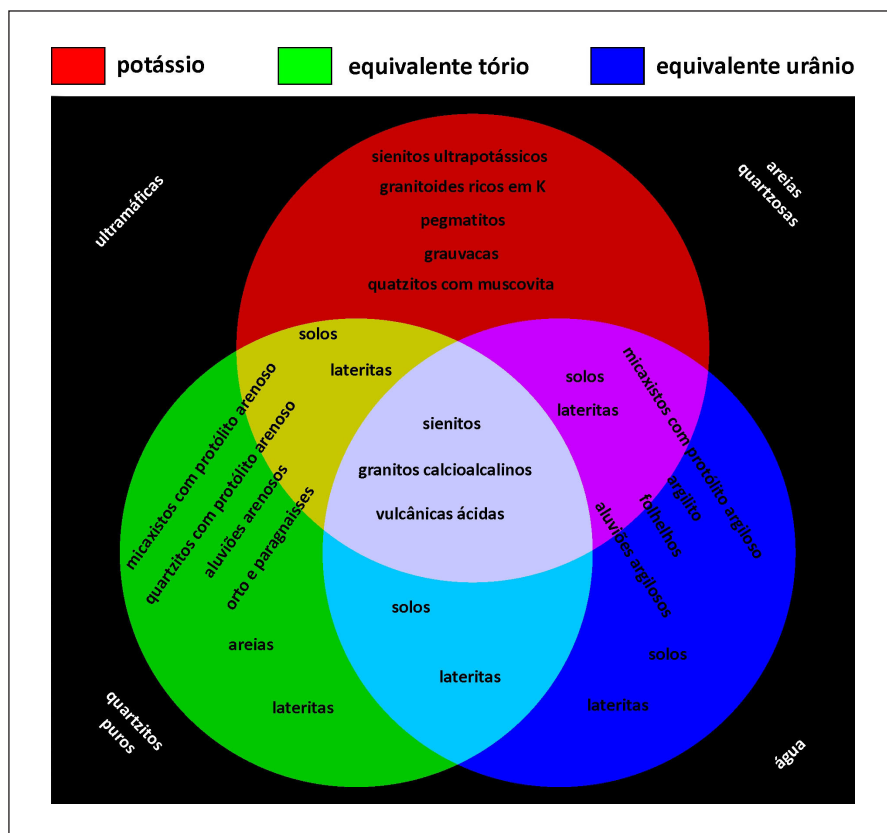 potássio
equivalente tório
equivalente urânio
ultramáficas
areias
quartzosas
sienitos ultrapotássicos
granitoides ricos em K
pegmatitos
grauvacas
quatzitos com muscovita
solos
lateritas
solos
lateritas
micaxistos com protólito arenoso
quartzitos com protólito arenoso
aluviões arenosos
orto e paragnaisses
sienitos
granitos calcioalcalinos
vulcânicas ácidas
micaxistos com protólito argiloso
argilito
folhelhos
aluviões argilosos
areias
lateritas
solos
lateritas
solos
lateritas
quartzitos
puros
água